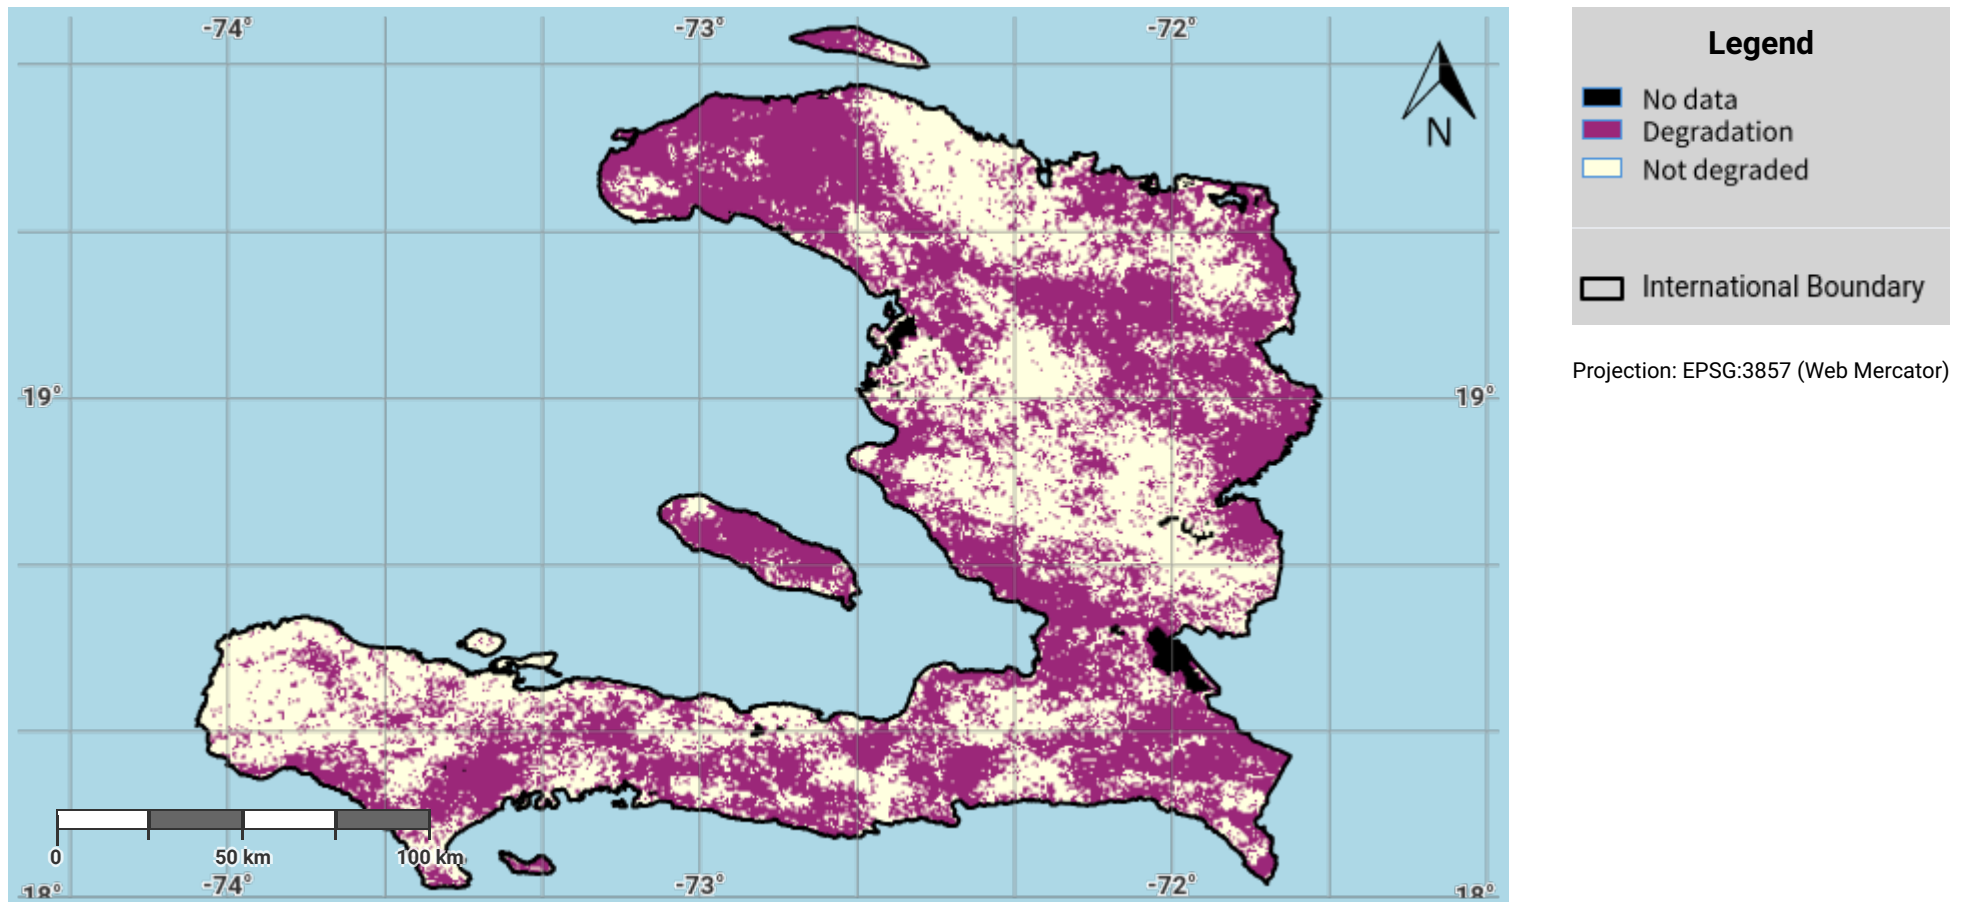 -74° -73° -72°
N
19° 19°
0 50 km 100 km
18° -74° -73° -72° 18°
Legend
No data
Degradation
Not degraded
International Boundary
Projection: EPSG:3857 (Web Mercator)